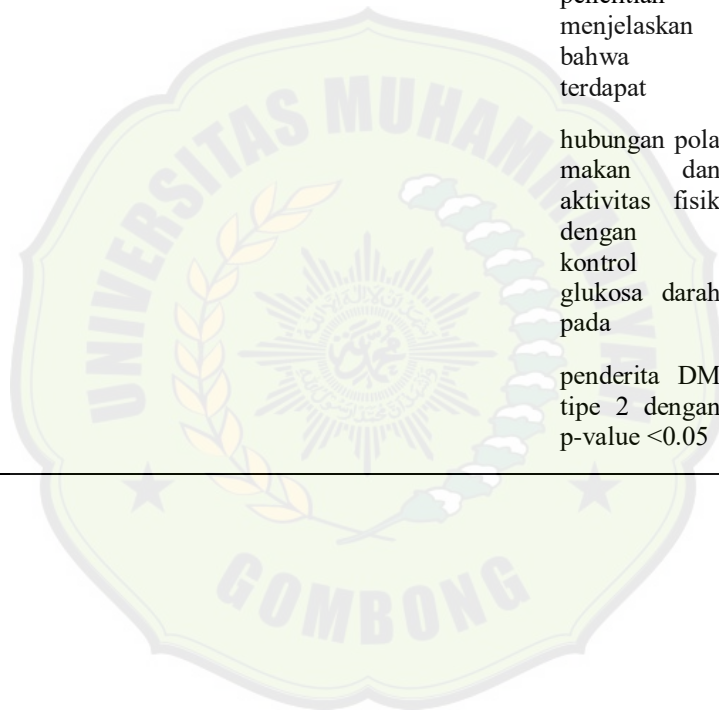 menjelaskan
bahwa
terdapat
hubungan pola
makan dan
aktivitas fisik
dengan
kontrol
glukosa darah
pada
penderita DM
tipe 2 dengan
p-value <0.05
UNIVERSITAS MUHAMMADIYAH
GOMBONG